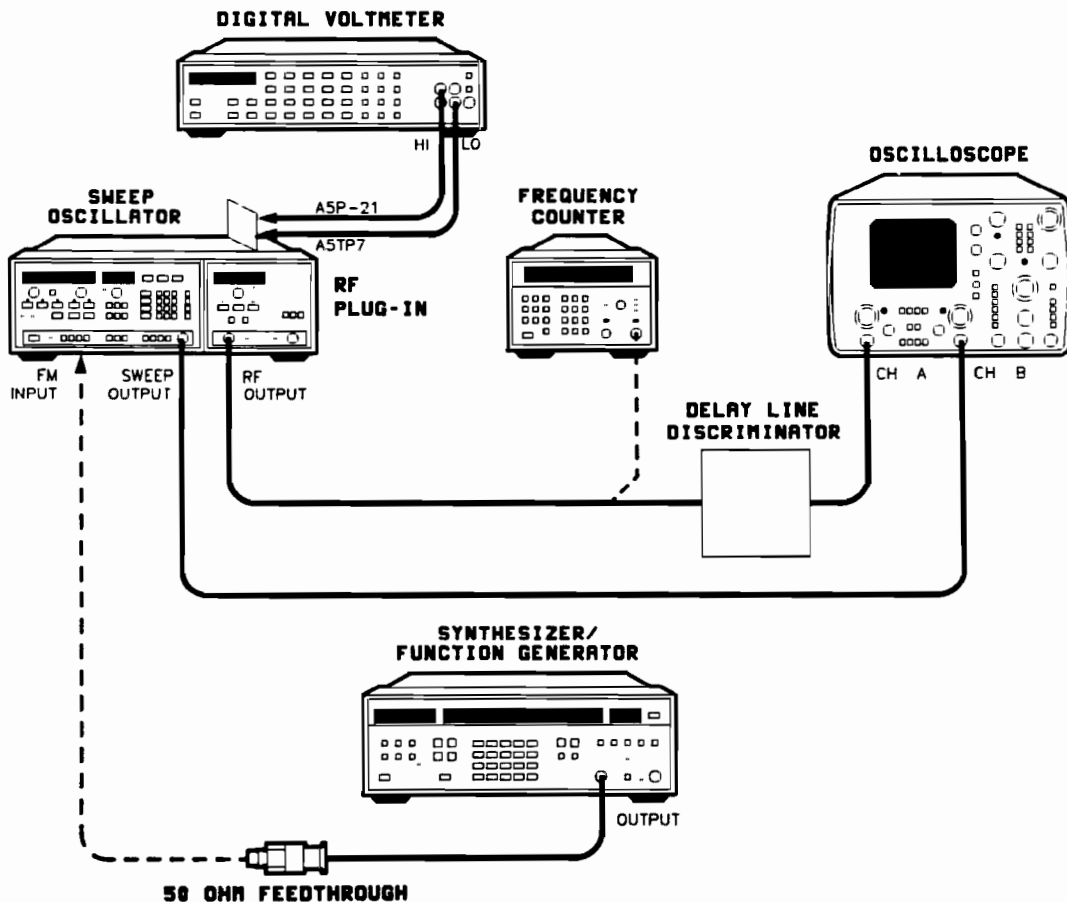 DIGITAL VOLTMETER
HI LO
SWEEP
OSCILLATOR
A5P-21
A5TP7
RF
PLUG-IN
FREQUENCY
COUNTER
OSCILLOSCOPE
FM
INPUT
SWEEP
OUTPUT
RF
OUTPUT
CH A
CH B
DELAY LINE
DISCRIMINATOR
SYNTHESIZER/
FUNCTION GENERATOR
OUTPUT
50 OHM FEEDTHROUGH